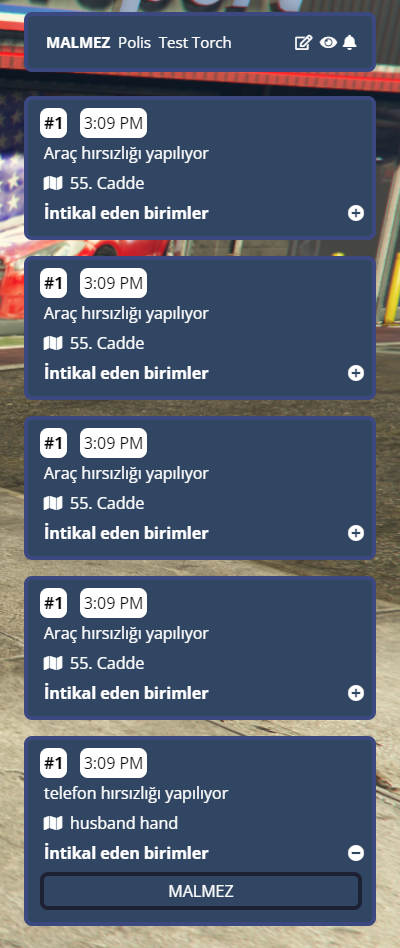 MALMEZ Polis Test Torch
#1 3:09 PM
Araç hırsızlığı yapılıyor
55. Cadde
İntikal eden birimler
#1 3:09 PM
Araç hırsızlığı yapılıyor
55. Cadde
İntikal eden birimler
#1 3:09 PM
Araç hırsızlığı yapılıyor
55. Cadde
İntikal eden birimler
#1 3:09 PM
Araç hırsızlığı yapılıyor
55. Cadde
İntikal eden birimler
#1 3:09 PM
telefon hırsızlığı yapılıyor
husband hand
İntikal eden birimler
MALMEZ